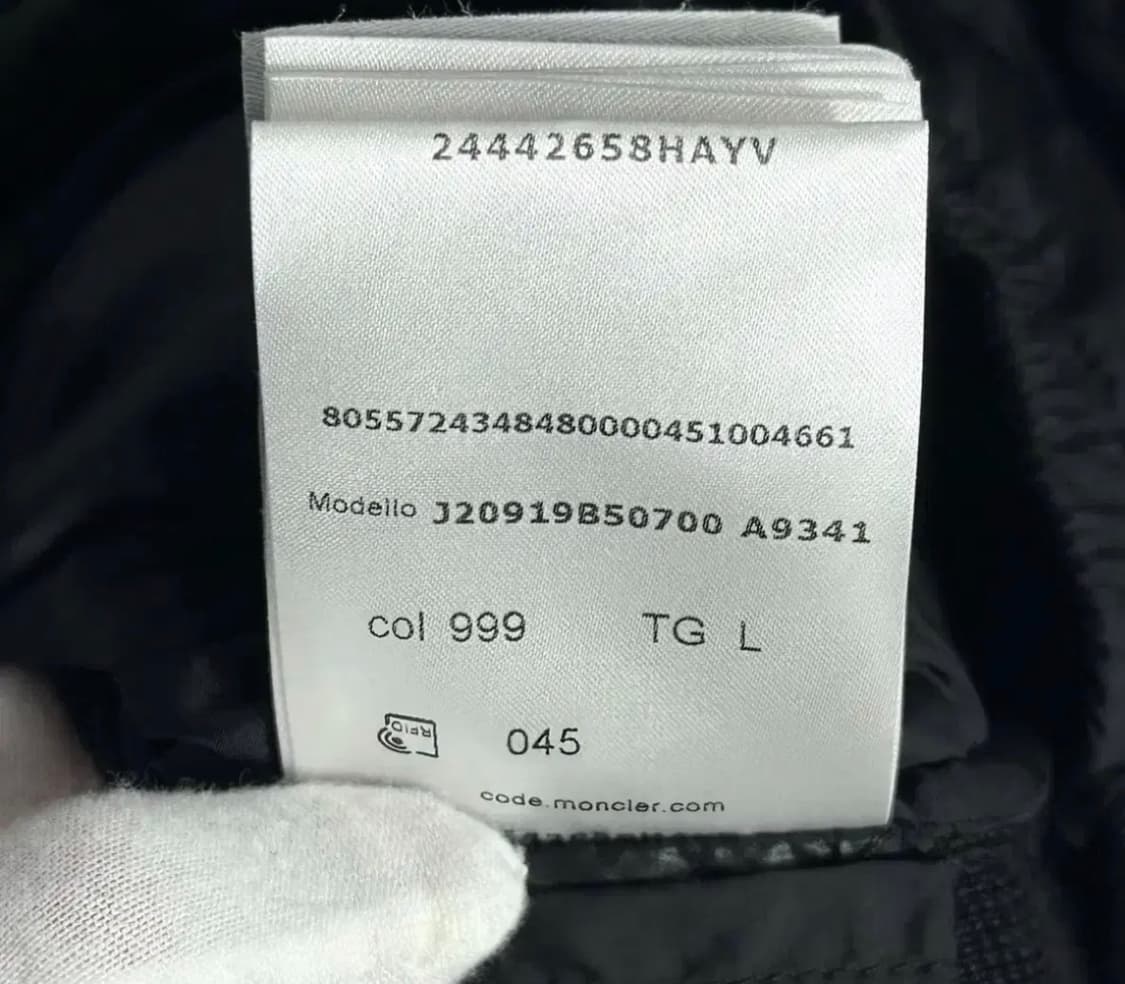 24442658HAYV
8055724348480000451004661
Modello J20919B50700 A9341
col 999 TG L
RFID 045
code.moncler.com